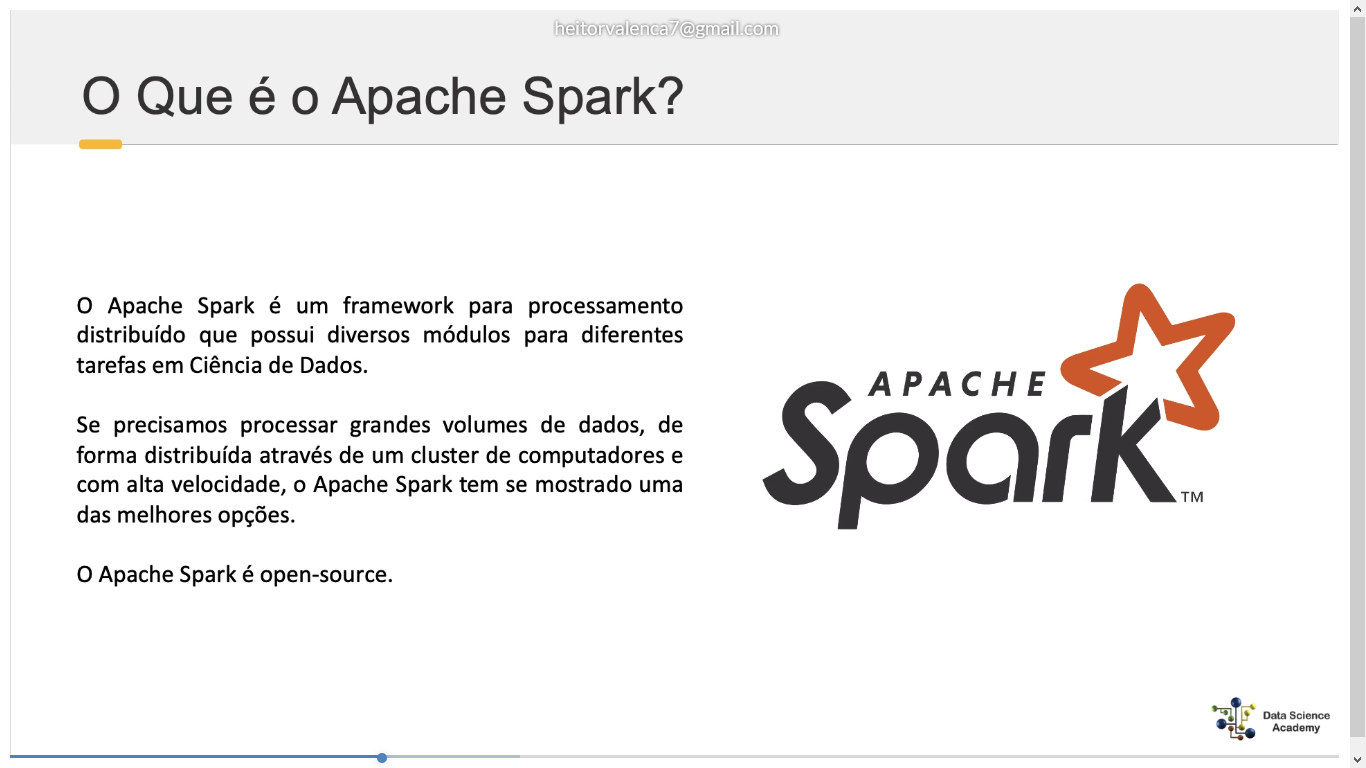 heitorvalenca7@gmail.com
O Que é o Apache Spark?
O Apache Spark é um framework para processamento
distribuído que possui diversos módulos para diferentes
tarefas em Ciência de Dados.
Se precisamos processar grandes volumes de dados, de
forma distribuída através de um cluster de computadores e
com alta velocidade, o Apache Spark tem se mostrado uma
das melhores opções.
O Apache Spark é open-source.
APACHE
Spark
TM
Data Science
Academy